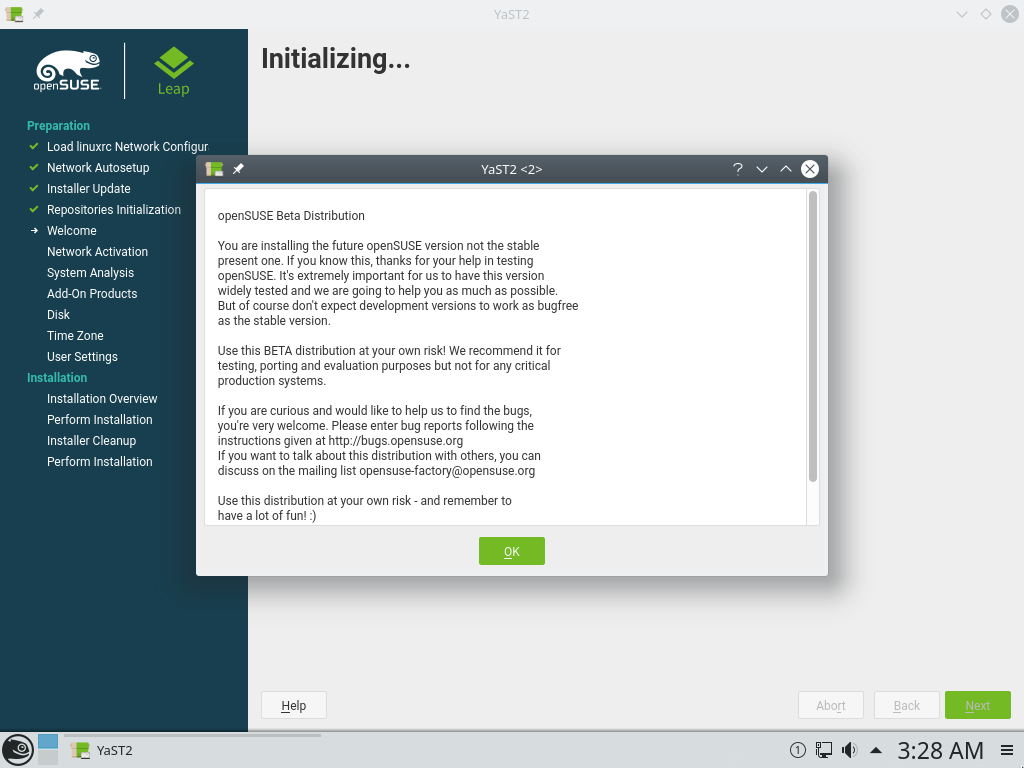 YaST2
openSUSE
Leap
Initializing...
Preparation
Load linuxrc Network Configur
Network Autosetup
Installer Update
Repositories Initialization
Welcome
Network Activation
System Analysis
Add-On Products
Disk
Time Zone
User Settings
Installation
Installation Overview
Perform Installation
Installer Cleanup
Perform Installation
YaST2 <2>
openSUSE Beta Distribution
You are installing the future openSUSE version not the stable
present one. If you know this, thanks for your help in testing
openSUSE. It's extremely important for us to have this version
widely tested and we are going to help you as much as possible.
But of course don't expect development versions to work as bugfree
as the stable version.
Use this BETA distribution at your own risk! We recommend it for
testing, porting and evaluation purposes but not for any critical
production systems.
If you are curious and would like to help us to find the bugs,
you're very welcome. Please enter bug reports following the
instructions given at http://bugs.opensuse.org
If you want to talk about this distribution with others, you can
discuss on the mailing list opensuse-factory@opensuse.org
Use this distribution at your own risk - and remember to
have a lot of fun! :)
OK
Help
Abort
Back
Next
YaST2
1
3:28 AM